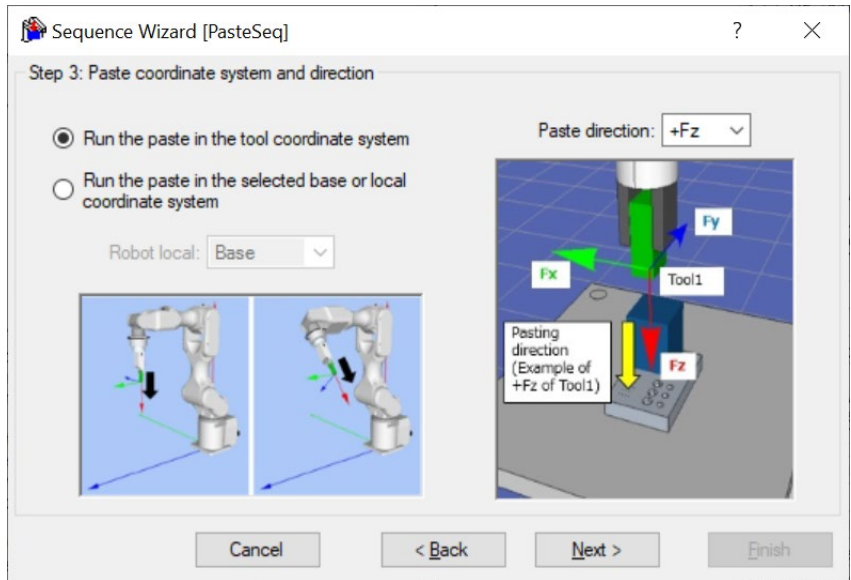 Sequence Wizard [PasteSeq]
?
Step 3: Paste coordinate system and direction
Run the paste in the tool coordinate system
Run the paste in the selected base or local
coordinate system
Robot local: Base
Paste direction: +Fz
Fy
Fx
Tool1
Pasting
direction
(Example of
+Fz of Tool1)
Fz
Cancel
< Back
Next >
Finish